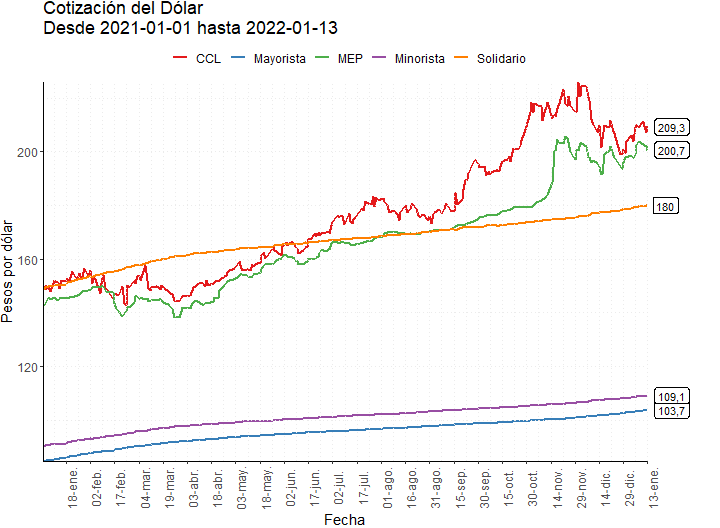 Cotización del Dólar
Desde 2021-01-01 hasta 2022-01-13
CCL Mayorista MEP Minorista Solidario
Pesos por dólar
200
160
120
209,3
200,7
180
109,1
103,7
18-ene.
02-feb.
17-feb.
04-mar.
19-mar.
03-abr.
18-abr.
03-may.
18-may.
02-jun.
17-jun.
02-jul.
17-jul.
01-ago.
16-ago.
31-ago.
15-sep.
30-sep.
15-oct.
30-oct.
14-nov.
29-nov.
14-dic.
29-dic.
13-ene.
Fecha